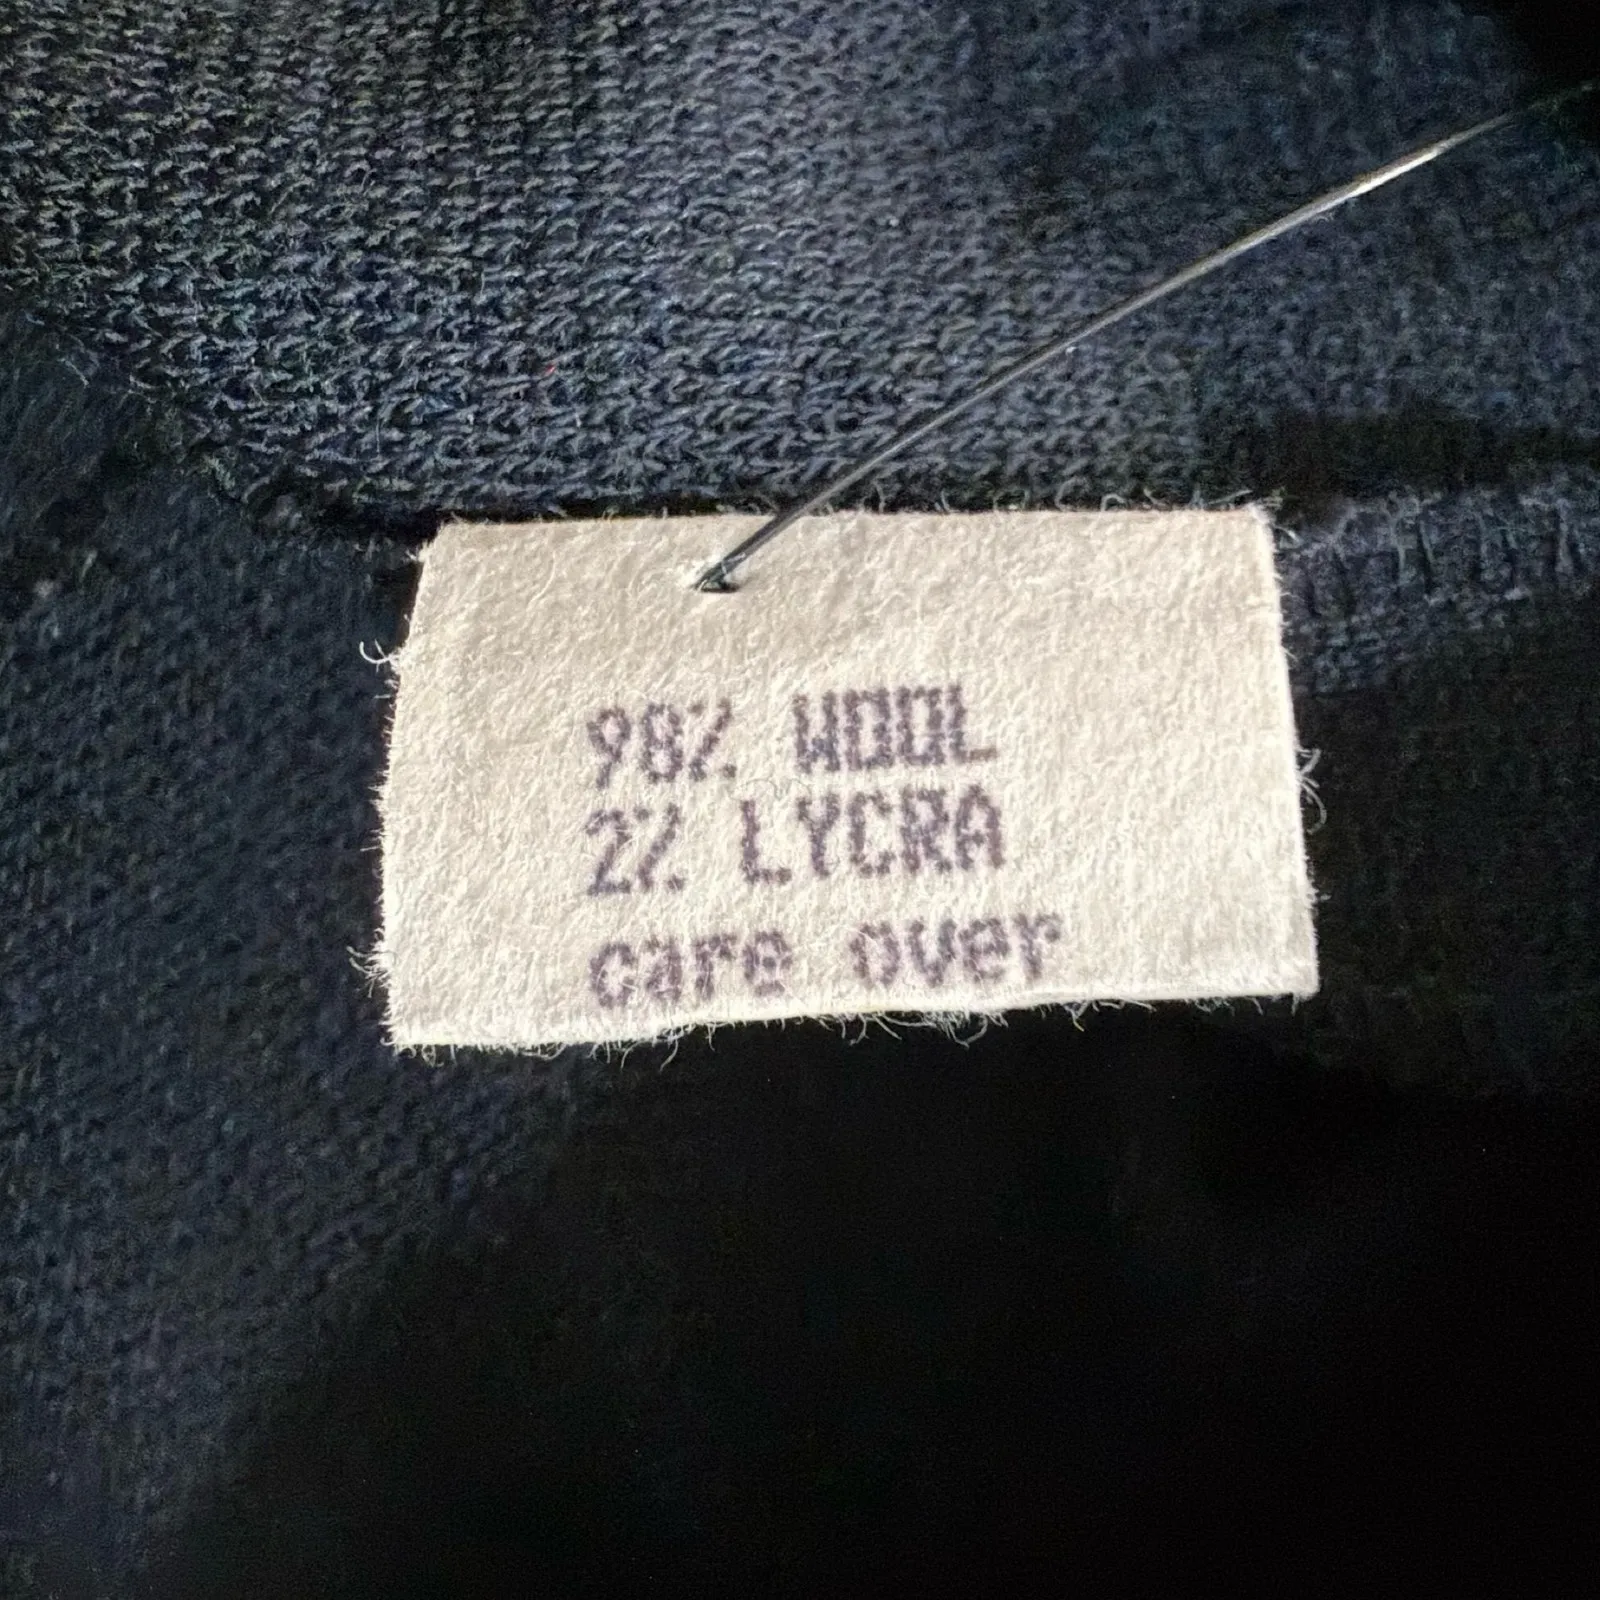 98% WOOL
2% LYCRA
care over